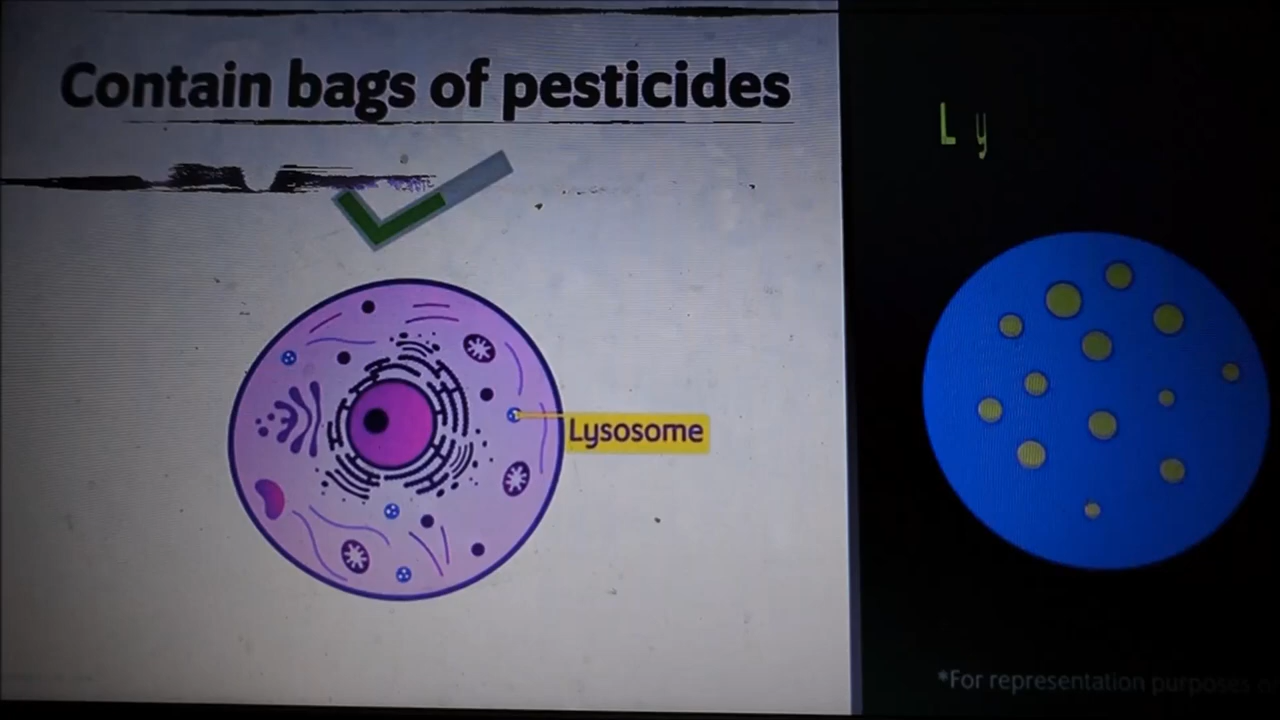 Contain bags of pesticides
L y
Lysosome
*For representation purposes